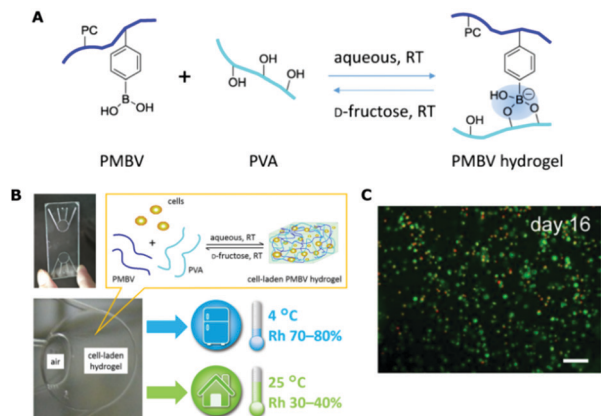 A
PC
HO
B
OH
+
OH
OH
OH
aqueous, RT
D-fructose, RT
PC
HO
B
O
O
OH
PMBV
PVA
PMBV hydrogel
B
cells
+
PMBV
PVA
aqueous, RT
D-fructose, RT
cell-laden PMBV hydrogel
air
cell-laden
hydrogel
4 °C
Rh 70–80%
25 °C
Rh 30–40%
C
day 16